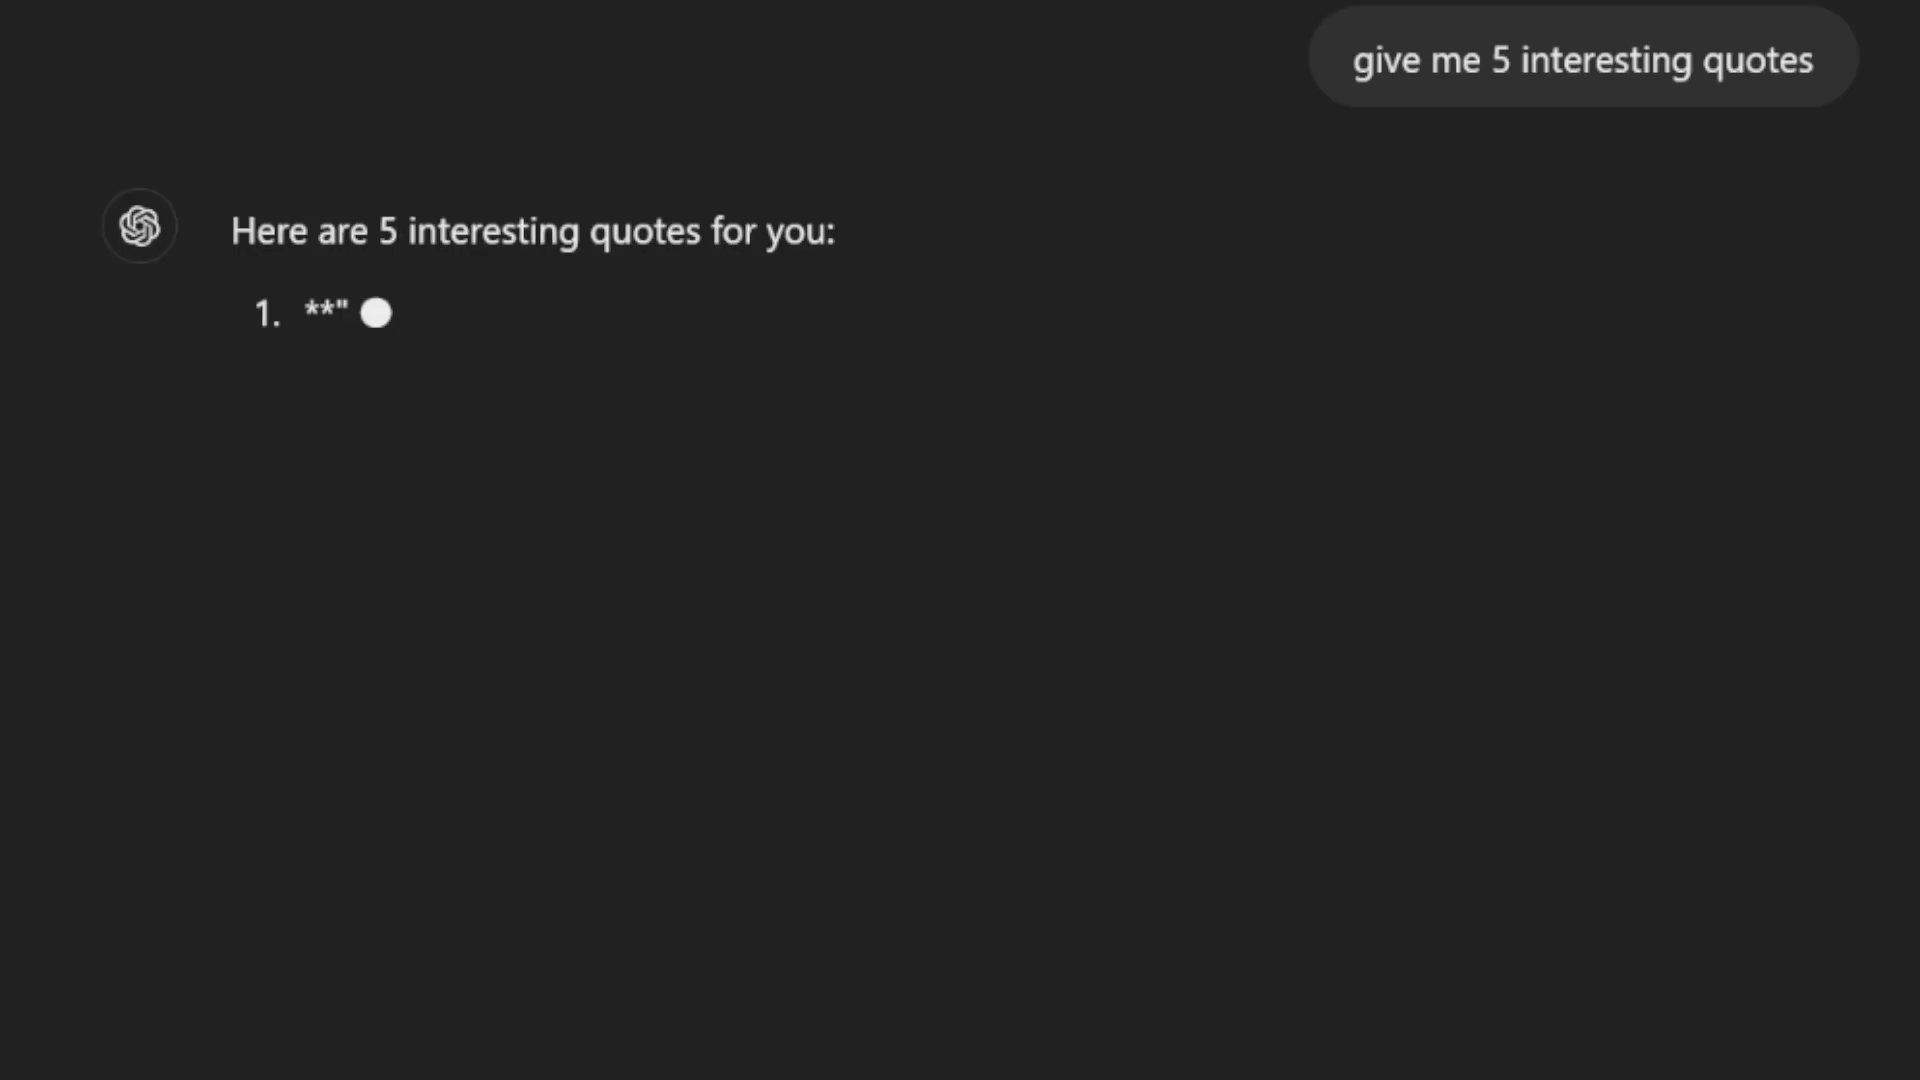 give me 5 interesting quotes
Here are 5 interesting quotes for you:
1. **"